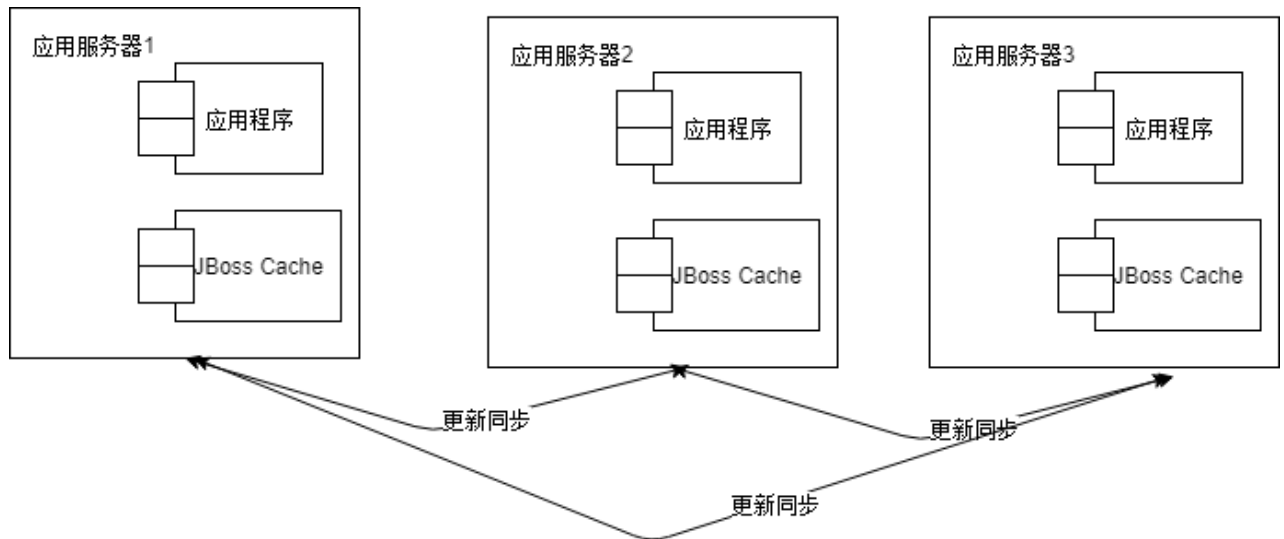 应用服务器1
应用程序
JBoss Cache
应用服务器2
应用程序
JBoss Cache
应用服务器3
应用程序
JBoss Cache
更新同步
更新同步
更新同步